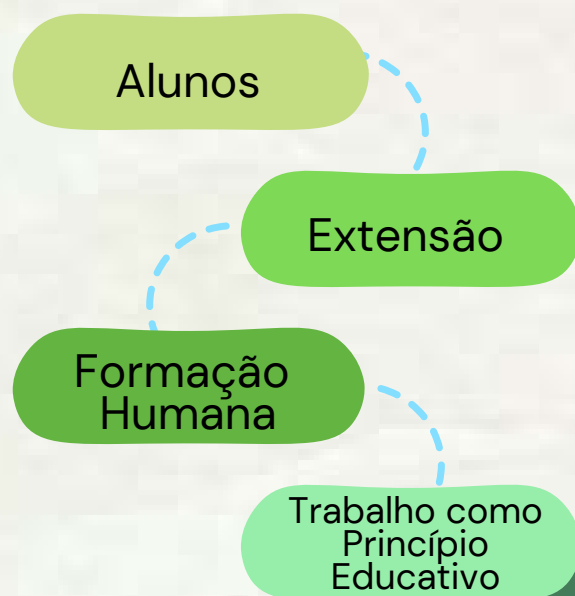 Alunos
Extensão
Formação
Humana
Trabalho como
Princípio
Educativo